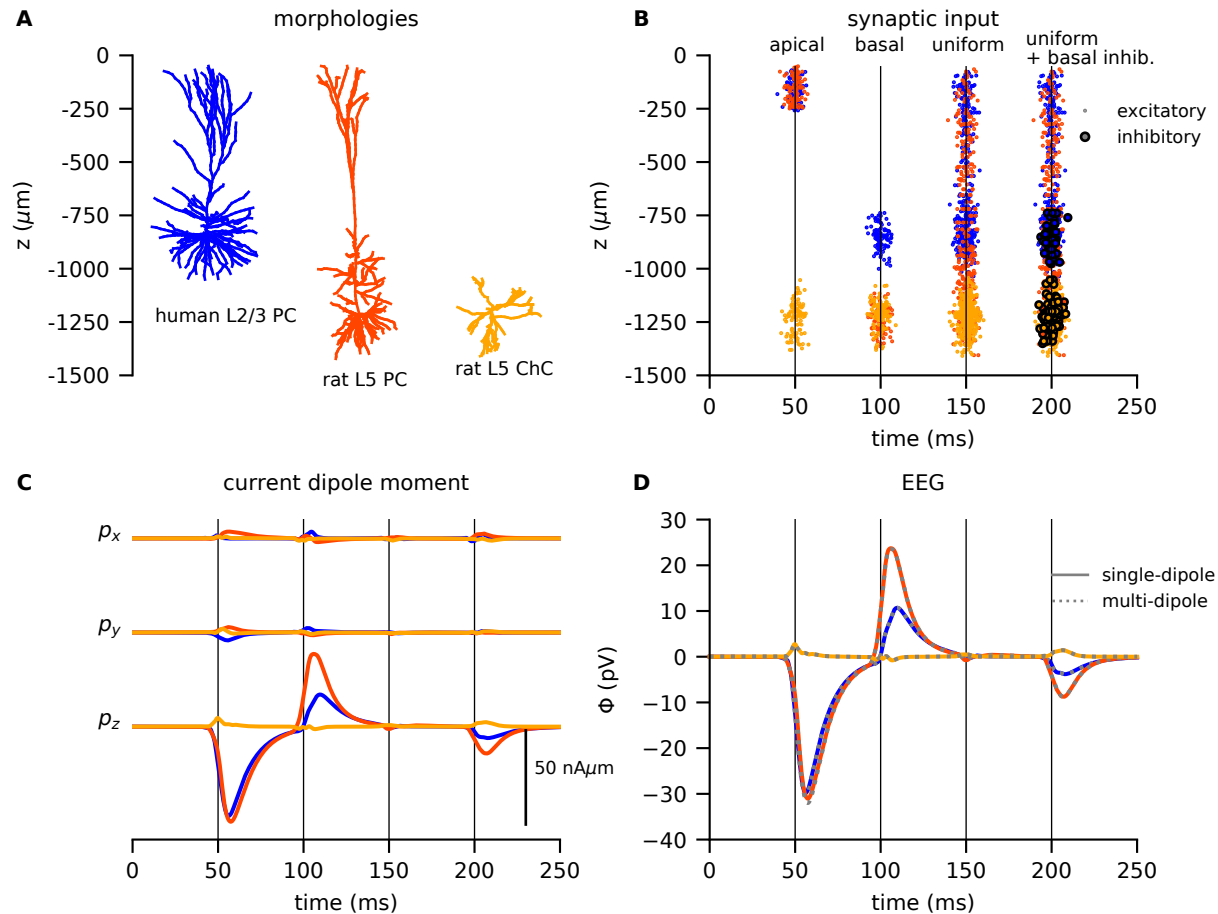 A
morphologies
0
-250
-500
-750
-1000
-1250
-1500
z (μm)
human L2/3 PC
rat L5 PC
rat L5 ChC
B
synaptic input
apical
basal
uniform
uniform
+ basal inhib.
excitatory
inhibitory
0
-250
-500
-750
-1000
-1250
-1500
z (μm)
0 50 100 150 200 250
time (ms)
C
current dipole moment
px
py
pz
50 nAμm
0 50 100 150 200 250
time (ms)
D
EEG
30
20
10
0
−10
−20
−30
−40
Φ (pV)
single-dipole
multi-dipole
0 50 100 150 200 250
time (ms)